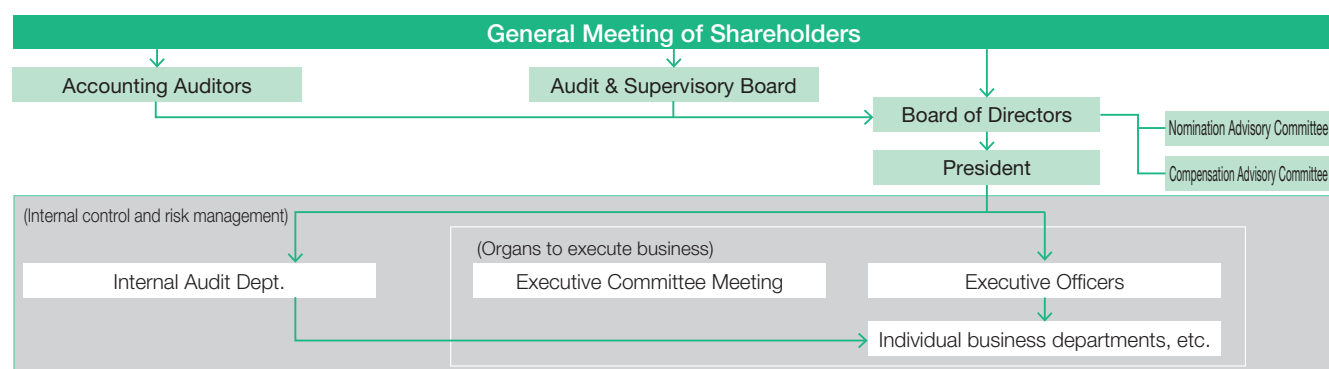 General Meeting of Shareholders
Accounting Auditors
Audit & Supervisory Board
Board of Directors
Nomination Advisory Committee
President
Compensation Advisory Committee
(Internal control and risk management)
(Organs to execute business)
Internal Audit Dept.
Executive Committee Meeting
Executive Officers
Individual business departments, etc.